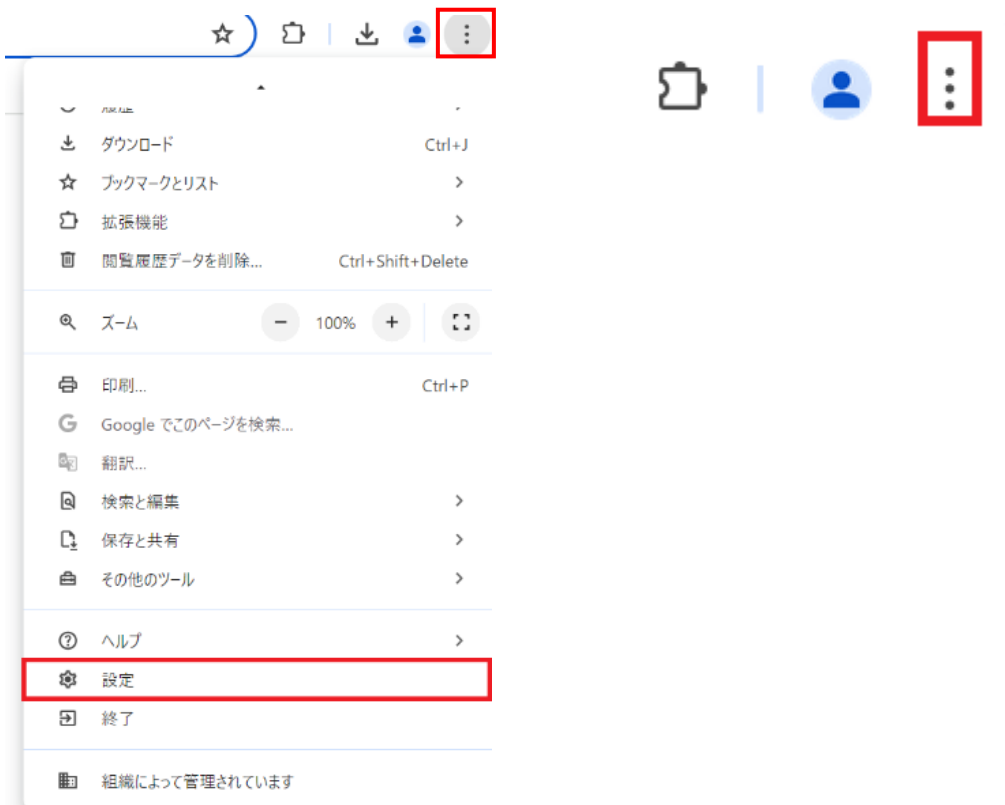 ダウンロード Ctrl+J
ブックマークとリスト
拡張機能
閲覧履歴データを削除... Ctrl+Shift+Delete
ズーム − 100% +
印刷... Ctrl+P
Google でこのページを検索...
翻訳...
検索と編集
保存と共有
その他のツール
ヘルプ
設定
終了
組織によって管理されています